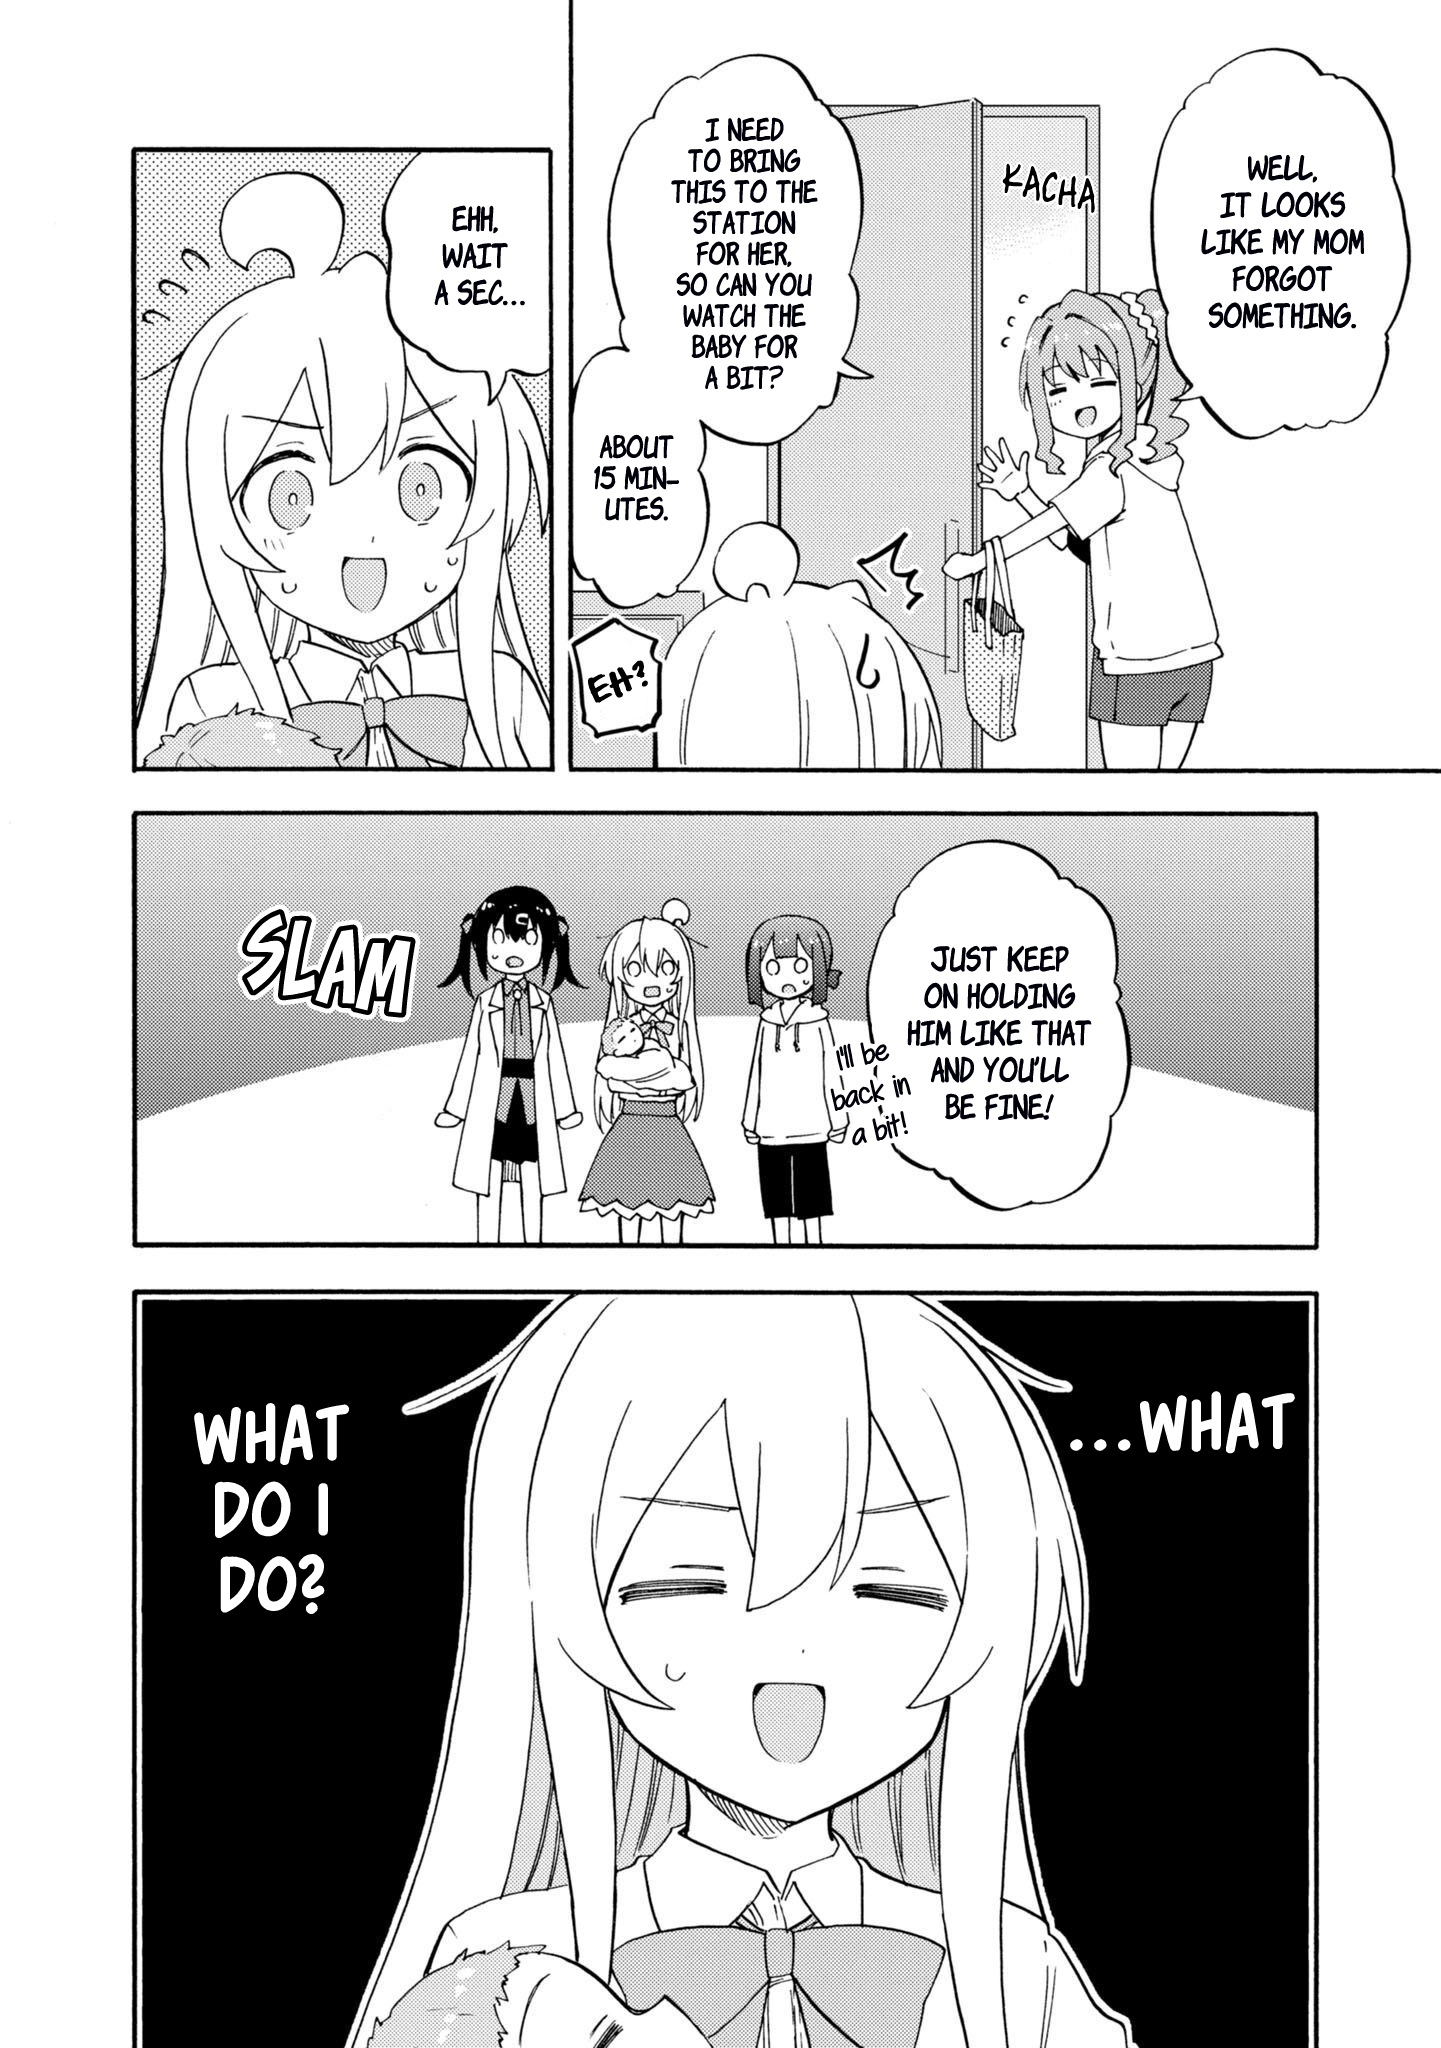 WELL,
IT LOOKS
LIKE MY MOM
FORGOT
SOMETHING.
KACHA
I NEED
TO BRING
THIS TO THE
STATION
FOR HER,
SO CAN YOU
WATCH THE
BABY FOR
A BIT?
ABOUT
15 MIN-
UTES.
EH?
EHH,
WAIT
A SEC...
JUST KEEP
ON HOLDING
HIM LIKE THAT
AND YOU'LL
BE FINE!
I'll be
back in
a bit!
SLAM
...WHAT
WHAT
DO I
DO?